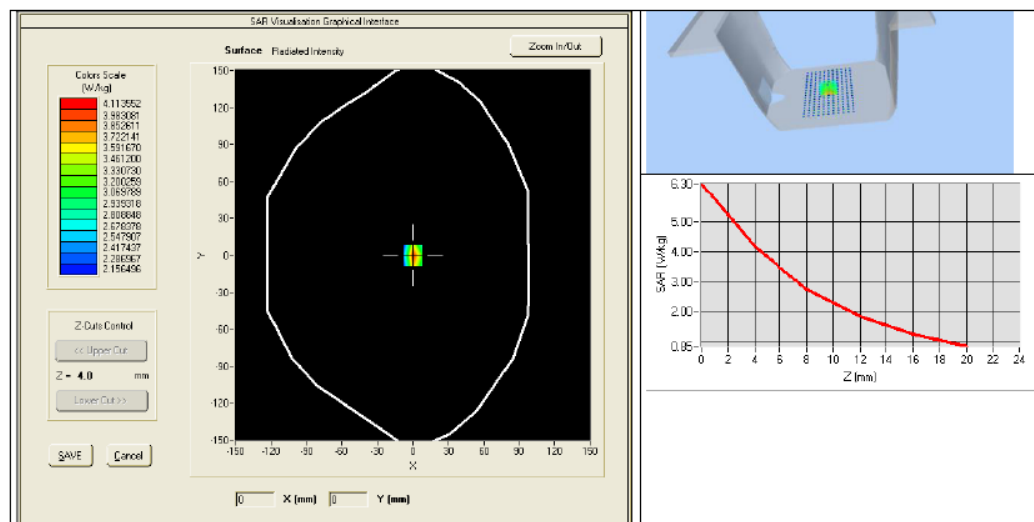 SAR Visualisation Graphical Interface
Surface Radiated Intensity
Zoom In/Out
Colors Scale
(W/kg)
4.113552
3.983081
3.852611
3.722141
3.591670
3.461200
3.330730
3.200259
3.069789
2.939318
2.808848
2.678378
2.547907
2.417437
2.286967
2.156496
Z-Cuts Control
<< Upper Cut
Z = 4.0 mm
Lower Cut >>
SAVE Cancel
Y
150
120
90
60
30
0
-30
-60
-90
-120
-150
-150 -120 -90 -60 -30 0 30 60 90 120 150
X
0 X (mm) 0 Y (mm)
SAR (W/kg)
6.30
5.00
4.00
3.00
2.00
0.85
0 2 4 6 8 10 12 14 16 18 20 22 24
Z (mm)